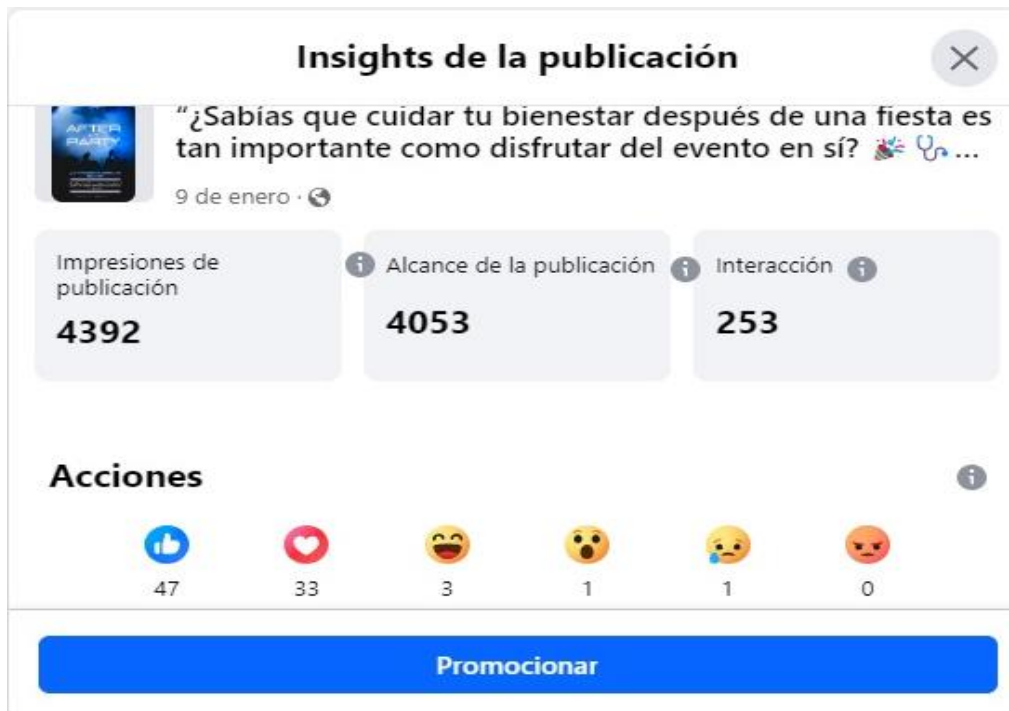 Insights de la publicación
AFTER
PARTY
“¿Sabías que cuidar tu bienestar después de una fiesta es
tan importante como disfrutar del evento en sí? 🎉 🩺 ...
9 de enero ·
Impresiones de
publicación
4392
Alcance de la publicación
4053
Interacción
253
Acciones
47 33 3 1 1 0
Promocionar